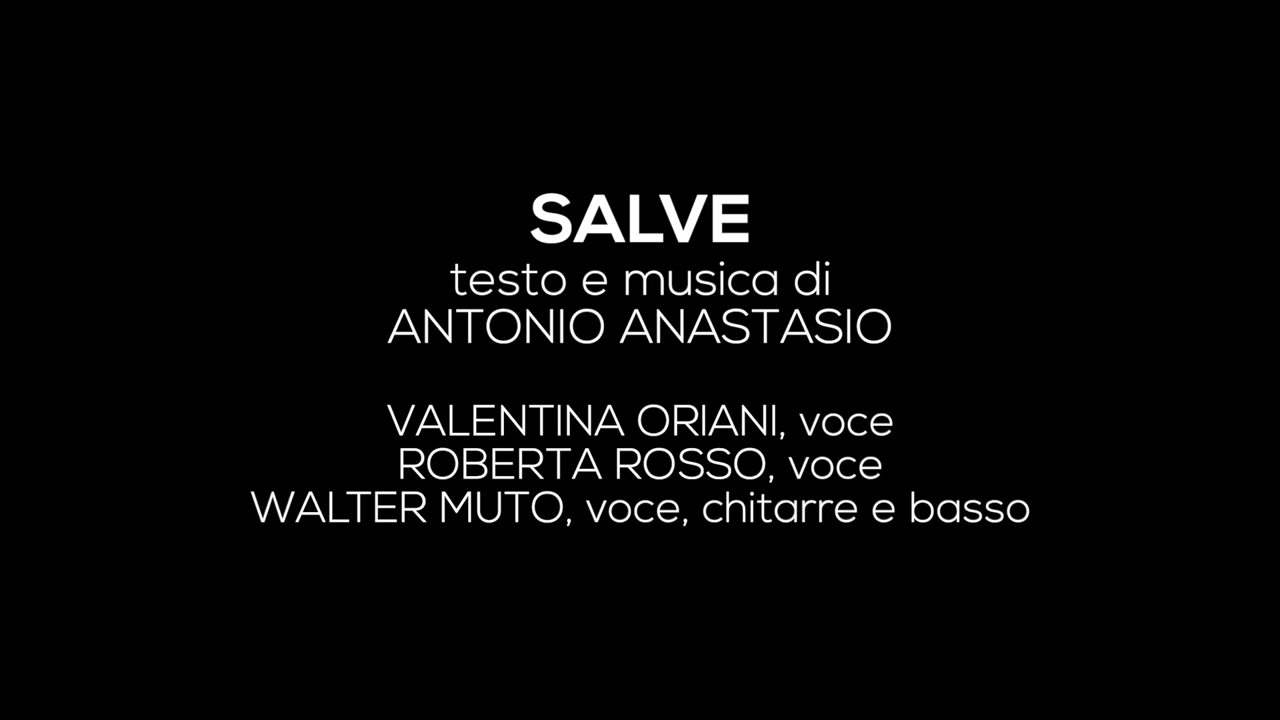 SALVE
testo e musica di
ANTONIO ANASTASIO
VALENTINA ORIANI, voce
ROBERTA ROSSO, voce
WALTER MUTO, voce, chitarre e basso